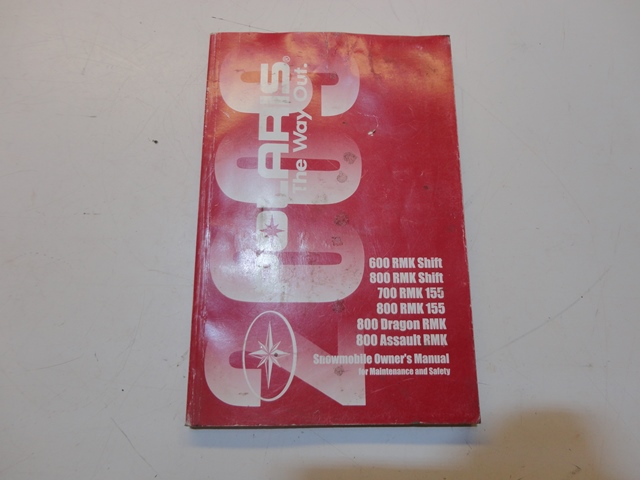 2009
POLARIS®
The Way Out.
600 RMK Shift
800 RMK Shift
700 RMK 155
800 RMK 155
800 Dragon RMK
800 Assault RMK
Snowmobile Owner's Manual
for Maintenance and Safety